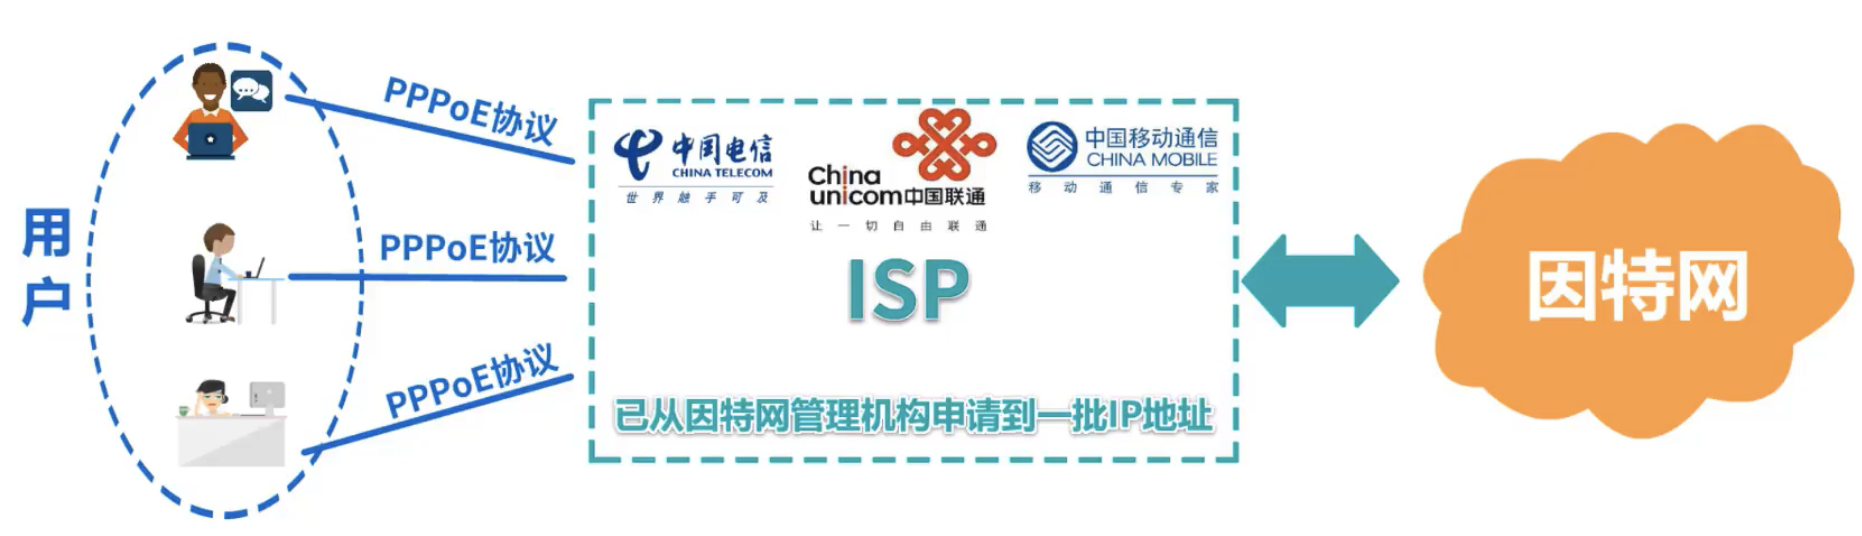 用户
PPPoE协议
PPPoE协议
PPPoE协议
中国电信
CHINA TELECOM
世界触手可及
China
unicom中国联通
让一切自由联通
中国移动通信
CHINA MOBILE
移动通信专家
ISP
已从因特网管理机构申请到一批IP地址
因特网